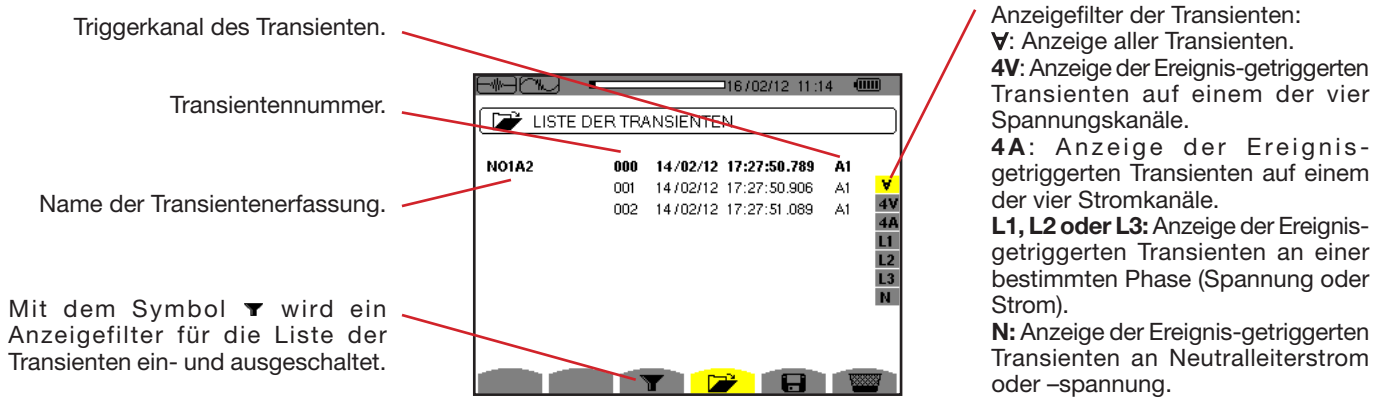 Triggerkanal des Transienten.
Transientennummer.
Name der Transientenerfassung.
Mit dem Symbol wird ein
Anzeigefilter für die Liste der
Transienten ein- und ausgeschaltet.
16/02/12 11:14
LISTE DER TRANSIENTEN
NO1A2 000 14/02/12 17:27:50.789 A1
001 14/02/12 17:27:50.906 A1
002 14/02/12 17:27:51.089 A1
∀
4V
4A
L1
L2
L3
N
Anzeigefilter der Transienten:
∀: Anzeige aller Transienten.
4V: Anzeige der Ereignis-getriggerten
Transienten auf einem der vier
Spannungskanäle.
4A: Anzeige der Ereignis-
getriggerten Transienten auf einem
der vier Stromkanäle.
L1, L2 oder L3: Anzeige der Ereignis-
getriggerten Transienten an einer
bestimmten Phase (Spannung oder
Strom).
N: Anzeige der Ereignis-getriggerten
Transienten an Neutralleiterstrom
oder –spannung.